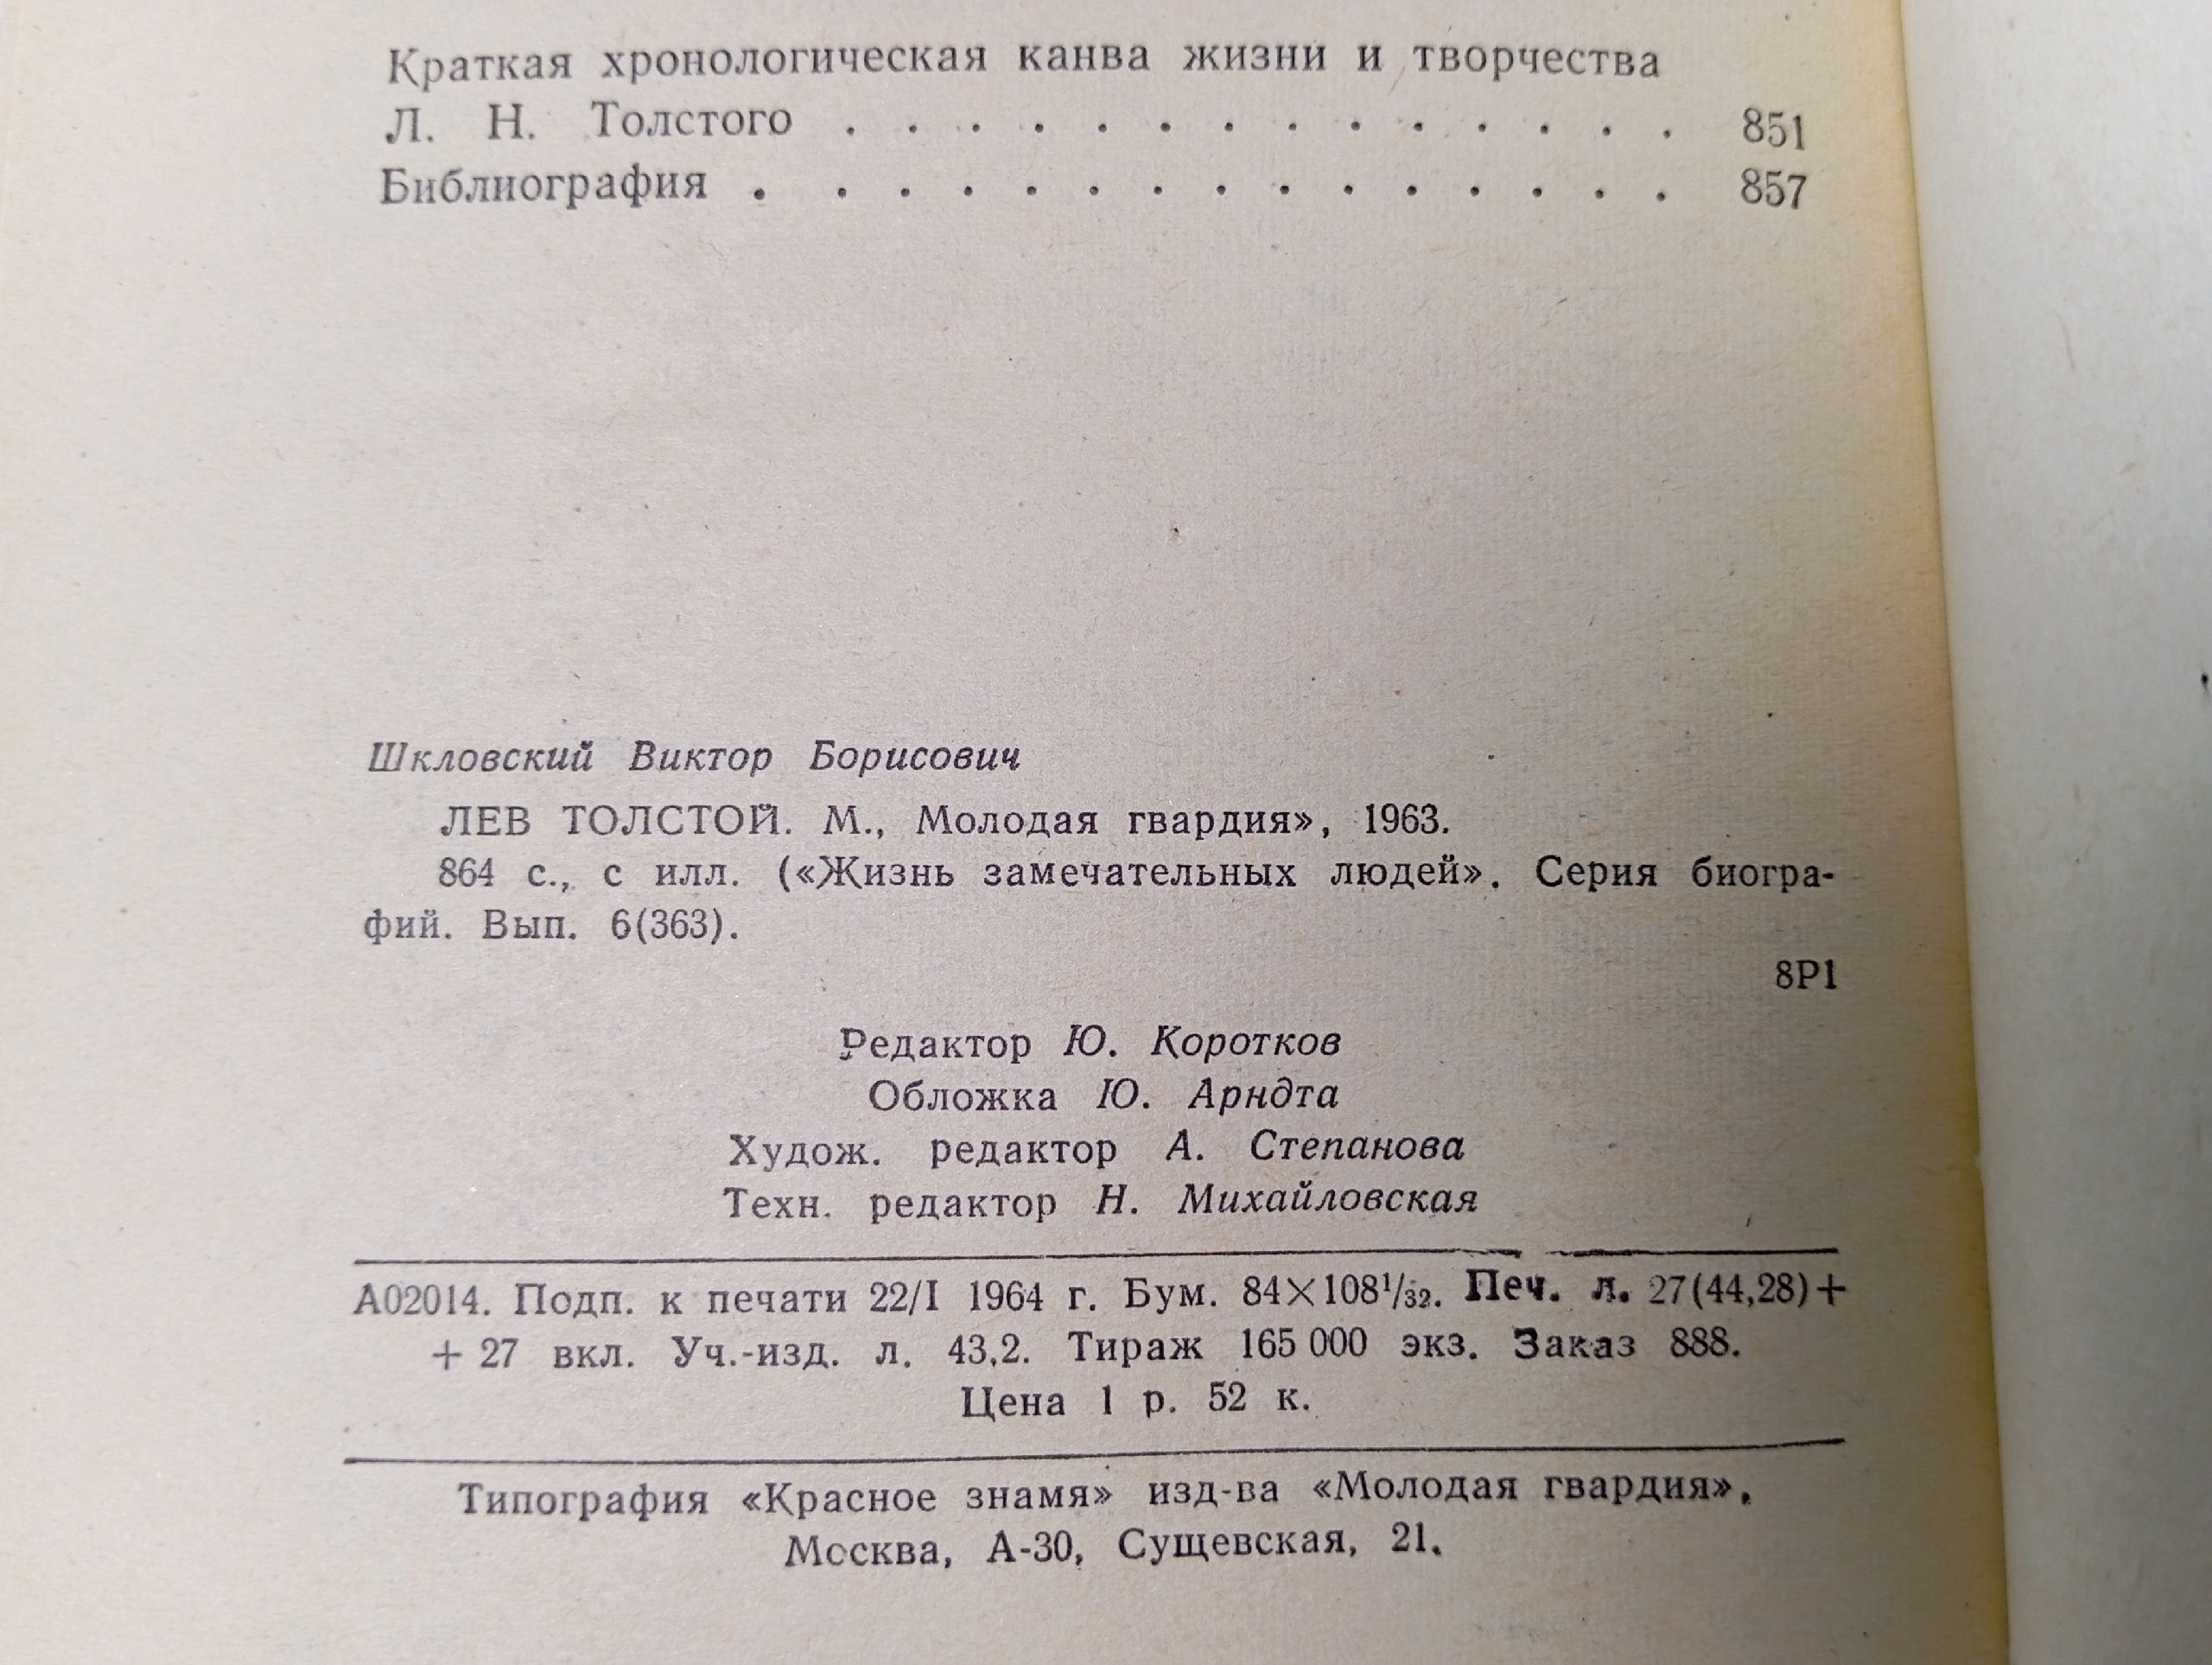 Краткая хронологическая канва жизни и творчества
Л. Н. Толстого . . . . . . . . . . . . . . 851
Библиография . . . . . . . . . . . . . . . 857
Шкловский Виктор Борисович
ЛЕВ ТОЛСТОЙ. М., Молодая гвардия», 1963.
864 с., с илл. («Жизнь замечательных людей». Серия биогра-
фий. Вып. 6(363).
8Р1
Редактор Ю. Коротков
Обложка Ю. Арндта
Худож. редактор А. Степанова
Техн. редактор Н. Михайловская
А02014. Подп. к печати 22/I 1964 г. Бум. 84×108¹/₃₂. Печ. л. 27(44,28)+
+ 27 вкл. Уч.-изд. л. 43,2. Тираж 165 000 экз. Заказ 888.
Цена 1 р. 52 к.
Типография «Красное знамя» изд-ва «Молодая гвардия».
Москва, А-30, Сущевская, 21.